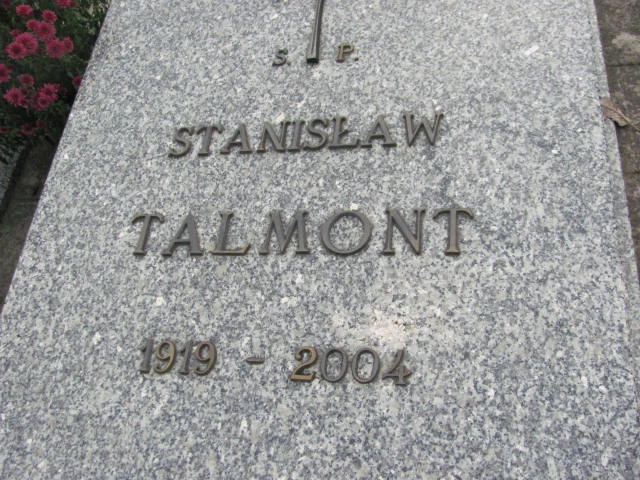 S. P.
STANISŁAW
TALMONT
1919 - 2004